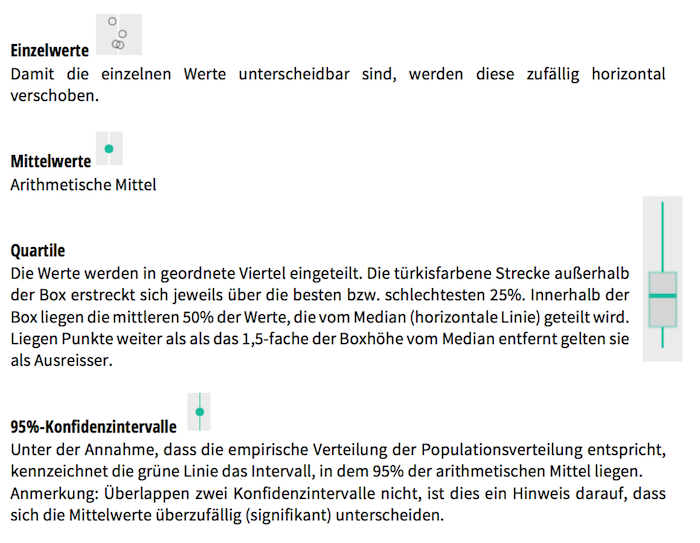 Einzelwerte
Damit die einzelnen Werte unterscheidbar sind, werden diese zufällig horizontal
verschoben.
Mittelwerte
Arithmetische Mittel
Quartile
Die Werte werden in geordnete Viertel eingeteilt. Die türkisfarbene Strecke außerhalb
der Box erstreckt sich jeweils über die besten bzw. schlechtesten 25%. Innerhalb der
Box liegen die mittleren 50% der Werte, die vom Median (horizontale Linie) geteilt wird.
Liegen Punkte weiter als als das 1,5-fache der Boxhöhe vom Median entfernt gelten sie
als Ausreisser.
95%-Konfidenzintervalle
Unter der Annahme, dass die empirische Verteilung der Populationsverteilung entspricht,
kennzeichnet die grüne Linie das Intervall, in dem 95% der arithmetischen Mittel liegen.
Anmerkung: Überlappen zwei Konfidenzintervalle nicht, ist dies ein Hinweis darauf, dass
sich die Mittelwerte überzufällig (signifikant) unterscheiden.